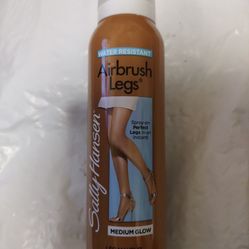 WATER RESISTANT
Airbrush
Legs®
Spray-on
Perfect
Legs
Sally Hansen
MEDIUM GLOW